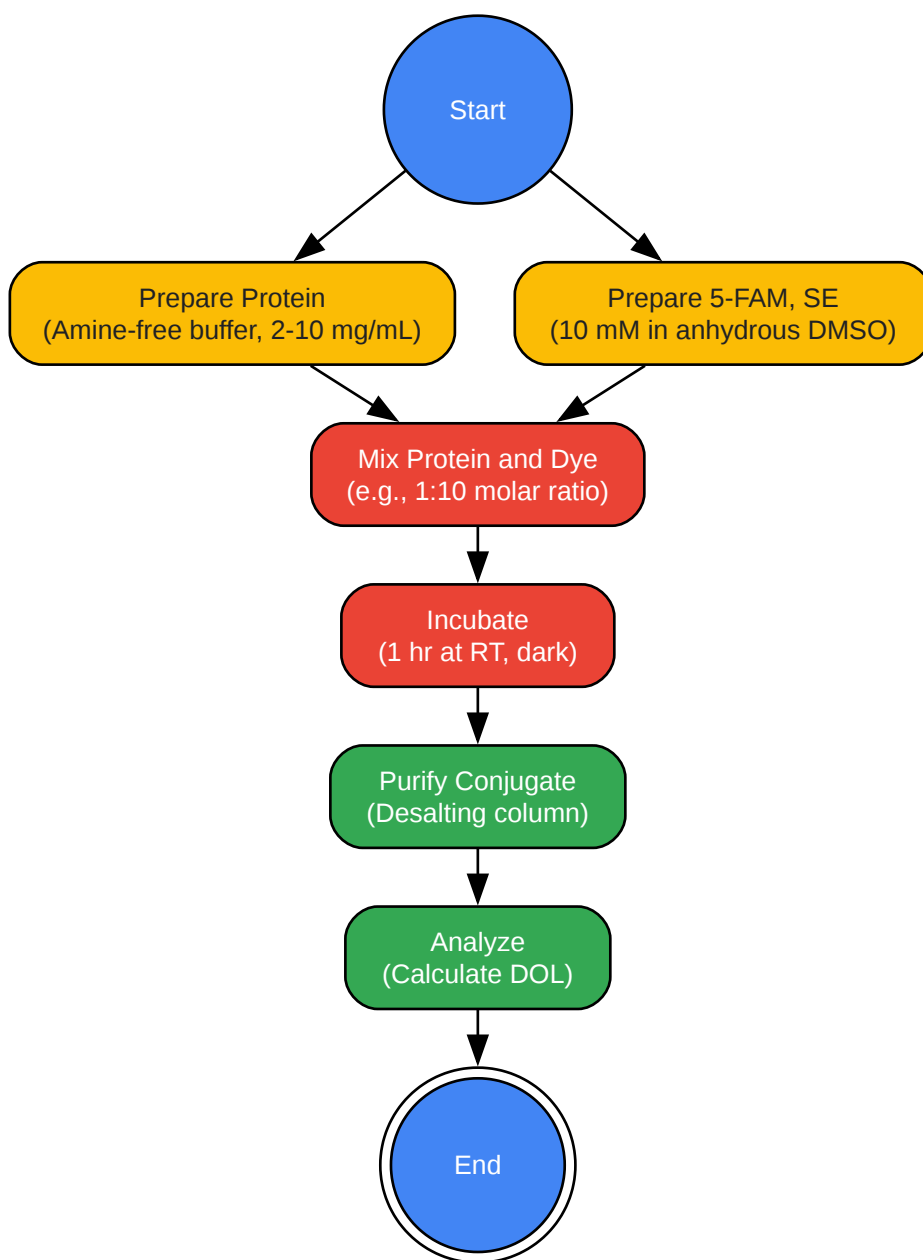 Start
Prepare Protein
(Amine-free buffer, 2-10 mg/mL)
Prepare 5-FAM, SE
(10 mM in anhydrous DMSO)
Mix Protein and Dye
(e.g., 1:10 molar ratio)
Incubate
(1 hr at RT, dark)
Purify Conjugate
(Desalting column)
Analyze
(Calculate DOL)
End